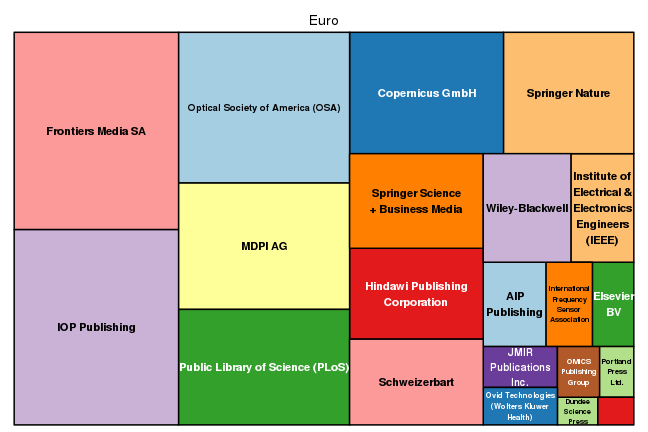 Euro
Frontiers Media SA
Optical Society of America (OSA)
Copernicus GmbH
Springer Nature
IOP Publishing
MDPI AG
Public Library of Science (PLoS)
Springer Science
+ Business Media
Wiley-Blackwell
Institute of
Electrical &
Electronics
Engineers
(IEEE)
Hindawi Publishing
Corporation
Schweizerbart
AIP
Publishing
International
Frequency
Sensor
Association
Elsevier
BV
JMIR
Publications
Inc.
OMICS
Publishing
Group
Portland
Press
Ltd.
Ovid Technologies
(Wolters Kluwer
Health)
Dundee
Science
Press